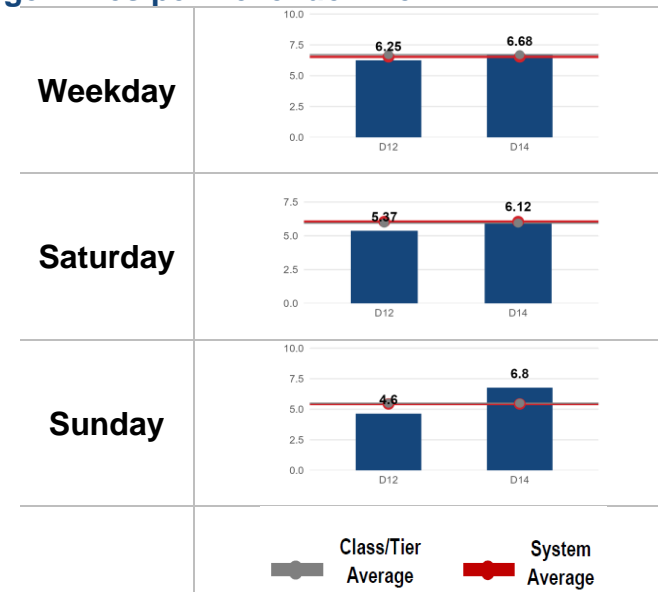 Weekday
10.0
7.5
5.0
2.5
0.0
6.25
6.68
D12
D14
Saturday
7.5
5.0
2.5
0.0
5.37
6.12
D12
D14
Sunday
10.0
7.5
5.0
2.5
0.0
4.6
6.8
D12
D14
Class/Tier
Average
System
Average